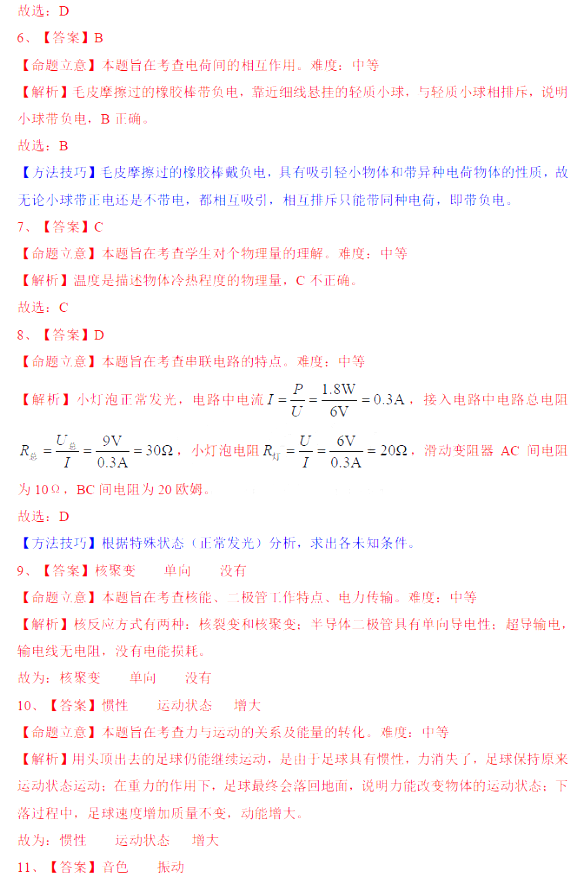 故选：D
6、【答案】B
【命题立意】本题旨在考查电荷间的相互作用。难度：中等
【解析】毛皮摩擦过的橡胶棒带负电，靠近细线悬挂的轻质小球，与轻质小球相排斥，说明
小球带负电，B 正确。
故选：B
【方法技巧】毛皮摩擦过的橡胶棒戴负电，具有吸引轻小物体和带异种电荷物体的性质，故
无论小球带正电还是不带电，都相互吸引，相互排斥只能带同种电荷，即带负电。
7、【答案】C
【命题立意】本题旨在考查学生对个物理量的理解。难度：中等
【解析】温度是描述物体冷热程度的物理量，C 不正确。
故选：C
8、【答案】D
【命题立意】本题旨在考查串联电路的特点。难度：中等
【解析】小灯泡正常发光，电路中电流 I = P/U = 1.8W/6V = 0.3A，接入电路中电路总电阻
R总 = U总/I = 9V/0.3A = 30Ω，小灯泡电阻 R灯 = U/I = 6V/0.3A = 20Ω，滑动变阻器 AC 间电阻
为 10Ω，BC 间电阻为 20 欧姆。
故选：D
【方法技巧】根据特殊状态（正常发光）分析，求出各未知条件。
9、【答案】核聚变 单向 没有
【命题立意】本题旨在考查核能、二极管工作特点、电力传输。难度：中等
【解析】核反应方式有两种：核裂变和核聚变；半导体二极管具有单向导电性；超导输电，
输电线无电阻，没有电能损耗。
故为：核聚变 单向 没有
10、【答案】惯性 运动状态 增大
【命题立意】本题旨在考查力与运动的关系及能量的转化。难度：中等
【解析】用头顶出去的足球仍能继续运动，是由于足球具有惯性，力消失了，足球保持原来
运动状态运动；在重力的作用下，足球最终会落回地面，说明力能改变物体的运动状态；下
落过程中，足球速度增加质量不变，动能增大。
故为：惯性 运动状态 增大
11、【答案】音色 振动